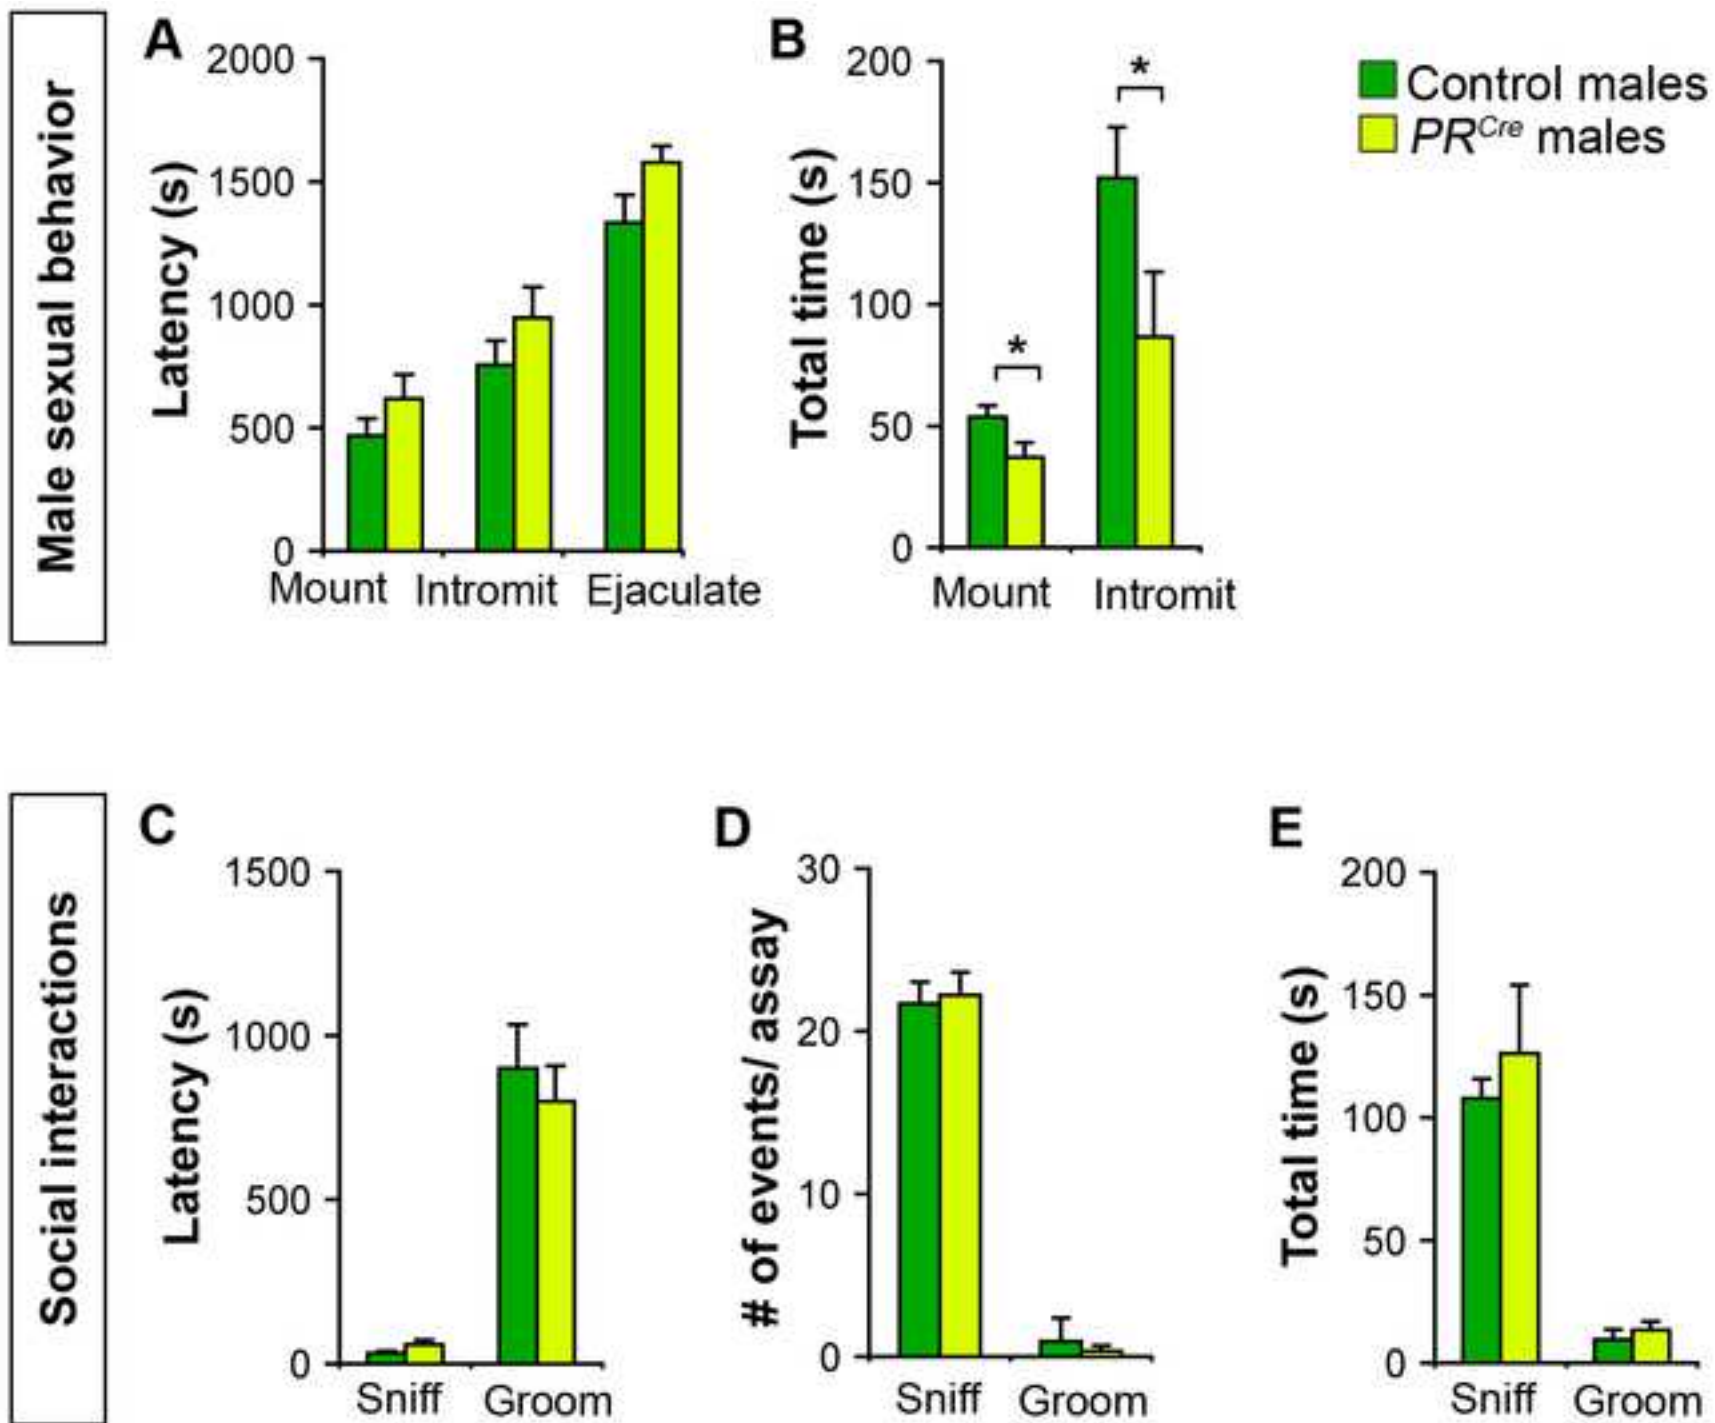 Male sexual behavior
A
Latency (s)
2000
1500
1000
500
0
Mount Intromit Ejaculate
B
Total time (s)
200
150
100
50
0
*
*
Mount Intromit
Control males
PR^Cre males
Social interactions
C
Latency (s)
1500
1000
500
0
Sniff Groom
D
# of events/ assay
30
20
10
0
Sniff Groom
E
Total time (s)
200
150
100
50
0
Sniff Groom